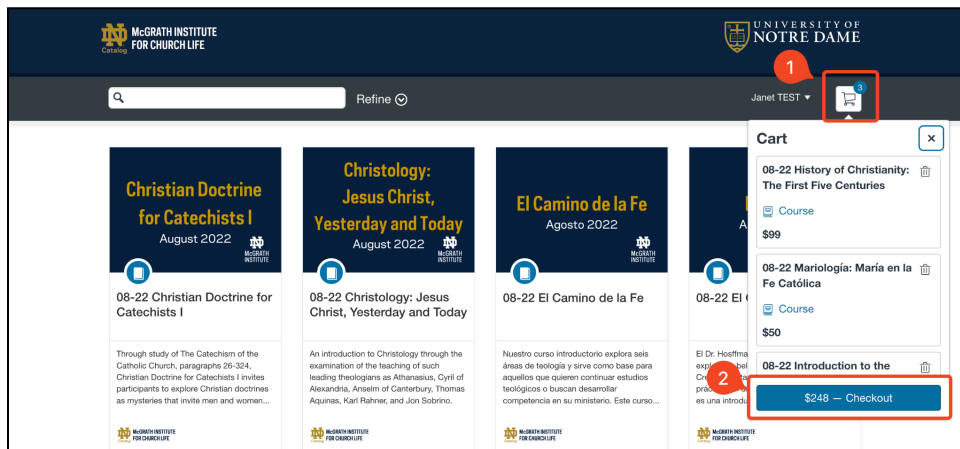 McGRATH INSTITUTE
FOR CHURCH LIFE
Catalog
UNIVERSITY OF
NOTRE DAME
1
Refine
Janet TEST
3
Cart
×
08-22 History of Christianity:
The First Five Centuries
Course
$99
08-22 Mariología: María en la
Fe Católica
Course
$50
08-22 Introduction to the
2
$248 — Checkout
Christian Doctrine
for Catechists I
August 2022
McGRATH
INSTITUTE
08-22 Christian Doctrine for
Catechists I
Through study of The Catechism of the
Catholic Church, paragraphs 26-324,
Christian Doctrine for Catechists I invites
participants to explore Christian doctrines
as mysteries that invite men and women...
McGRATH INSTITUTE
FOR CHURCH LIFE
Catalog
Christology:
Jesus Christ,
Yesterday and Today
August 2022
McGRATH
INSTITUTE
08-22 Christology: Jesus
Christ, Yesterday and Today
An introduction to Christology through the
examination of the teaching of such
leading theologians as Athanasius, Cyril of
Alexandria, Anselm of Canterbury, Thomas
Aquinas, Karl Rahner, and Jon Sobrino.
McGRATH INSTITUTE
FOR CHURCH LIFE
Catalog
El Camino de la Fe
Agosto 2022
McGRATH
INSTITUTE
08-22 El Camino de la Fe
Nuestro curso introductorio explora seis
áreas de teología y sirve como base para
aquellos que quieren continuar estudios
teológicos o buscan desarrollar
competencia en su ministerio. Este curso...
McGRATH INSTITUTE
FOR CHURCH LIFE
Catalog
08-22 El
El Dr. Hosffma
es una introdu
McGRATH INSTITUTE
FOR CHURCH LIFE
Catalog